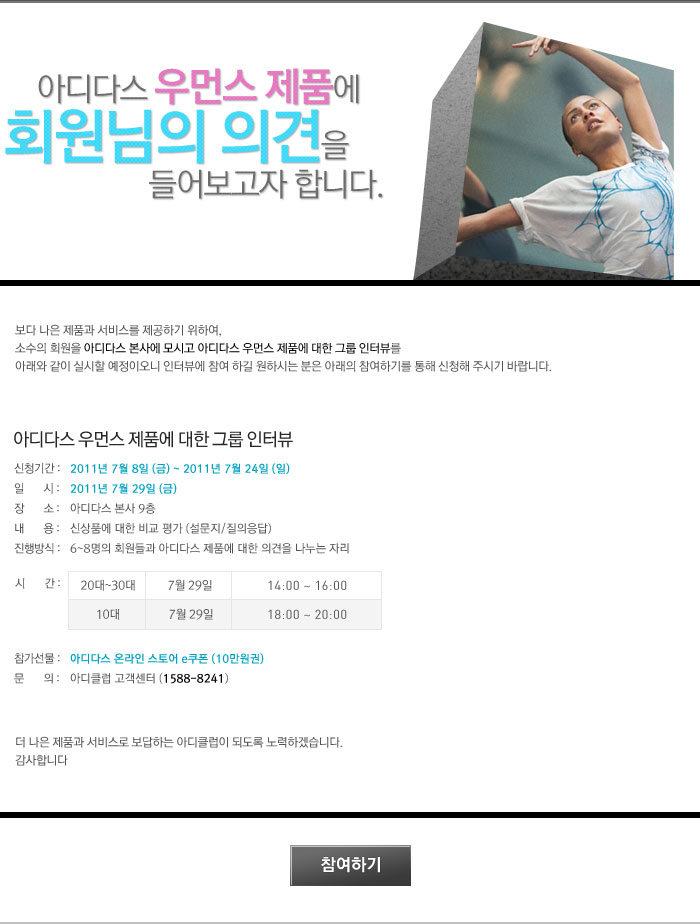 아디다스 우먼스 제품에
회원님의 의견을
들어보고자 합니다.
보다 나은 제품과 서비스를 제공하기 위하여,
소수의 회원을 아디다스 본사에 모시고 아디다스 우먼스 제품에 대한 그룹 인터뷰를
아래와 같이 실시할 예정이오니 인터뷰에 참여 하길 원하시는 분은 아래의 참여하기를 통해 신청해 주시기 바랍니다.
아디다스 우먼스 제품에 대한 그룹 인터뷰
신청기간 : 2011년 7월 8일 (금) ~ 2011년 7월 24일 (일)
일 시 : 2011년 7월 29일 (금)
장 소 : 아디다스 본사 9층
내 용 : 신상품에 대한 비교 평가 (설문지/질의응답)
진행방식 : 6~8명의 회원들과 아디다스 제품에 대한 의견을 나누는 자리
시 간 : 20대~30대 7월 29일 14:00 ~ 16:00
10대 7월 29일 18:00 ~ 20:00
참가선물 : 아디다스 온라인 스토어 e쿠폰 (10만원권)
문 의 : 아디클럽 고객센터 (1588-8241)
더 나은 제품과 서비스로 보답하는 아디클럽이 되도록 노력하겠습니다.
감사합니다
참여하기